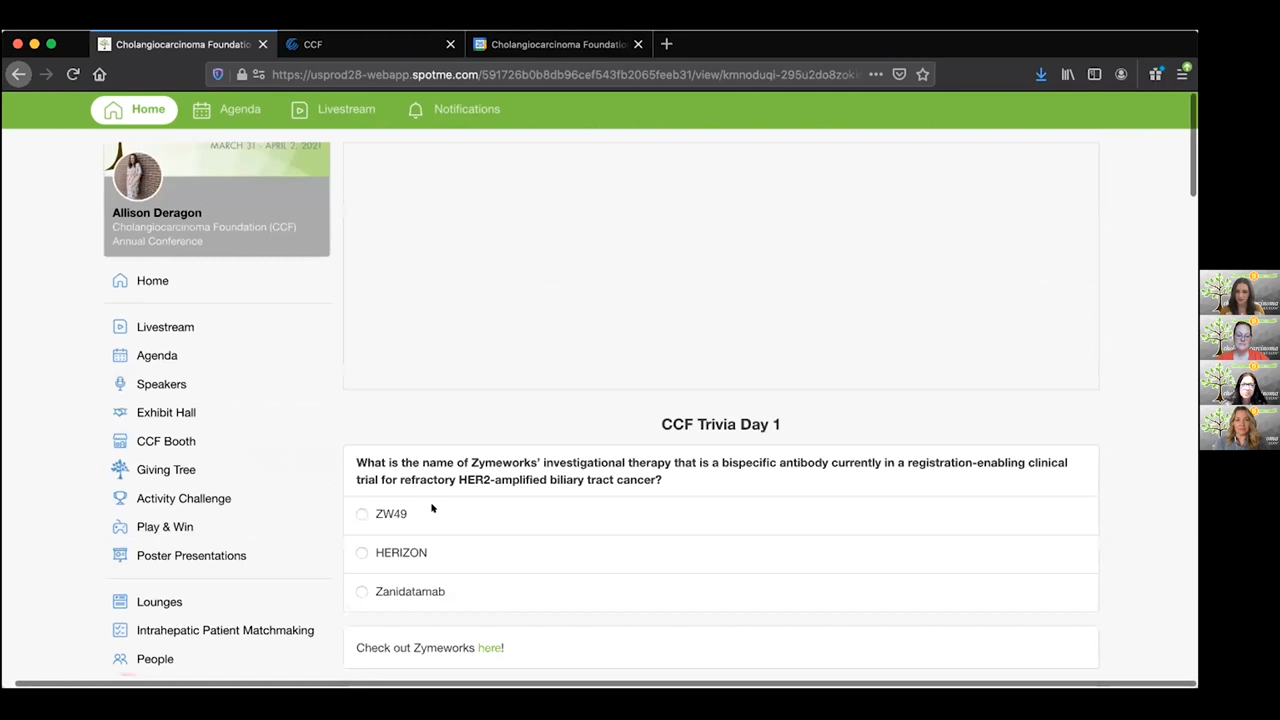 Cholangiocarcinoma Foundatio
CCF
Cholangiocarcinoma Foundation
https://usprod28-webapp.spotme.com/591726b0b8db96cef543fb2065feeb31/view/kmnoduqi-295u2do8zoki
Home
Agenda
Livestream
Notifications
MARCH 31 - APRIL 2, 2021
Allison Deragon
Cholangiocarcinoma Foundation (CCF)
Annual Conference
Home
Livestream
Agenda
Speakers
Exhibit Hall
CCF Booth
Giving Tree
Activity Challenge
Play & Win
Poster Presentations
Lounges
Intrahepatic Patient Matchmaking
People
CCF Trivia Day 1
What is the name of Zymeworks' investigational therapy that is a bispecific antibody currently in a registration-enabling clinical
trial for refractory HER2-amplified biliary tract cancer?
ZW49
HERIZON
Zanidatamab
Check out Zymeworks here!